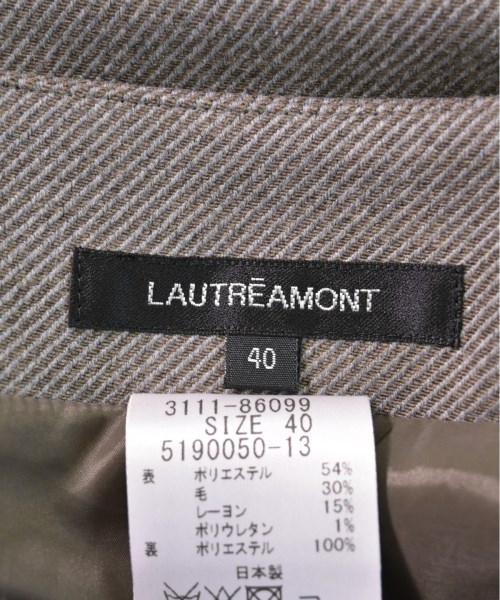 LAUTRĒAMONT
40
3111-86099
SIZE 40
5190050-13
表 ポリエステル 54%
毛 30%
レーヨン 15%
ポリウレタン 1%
裏 ポリエステル 100%
日本製